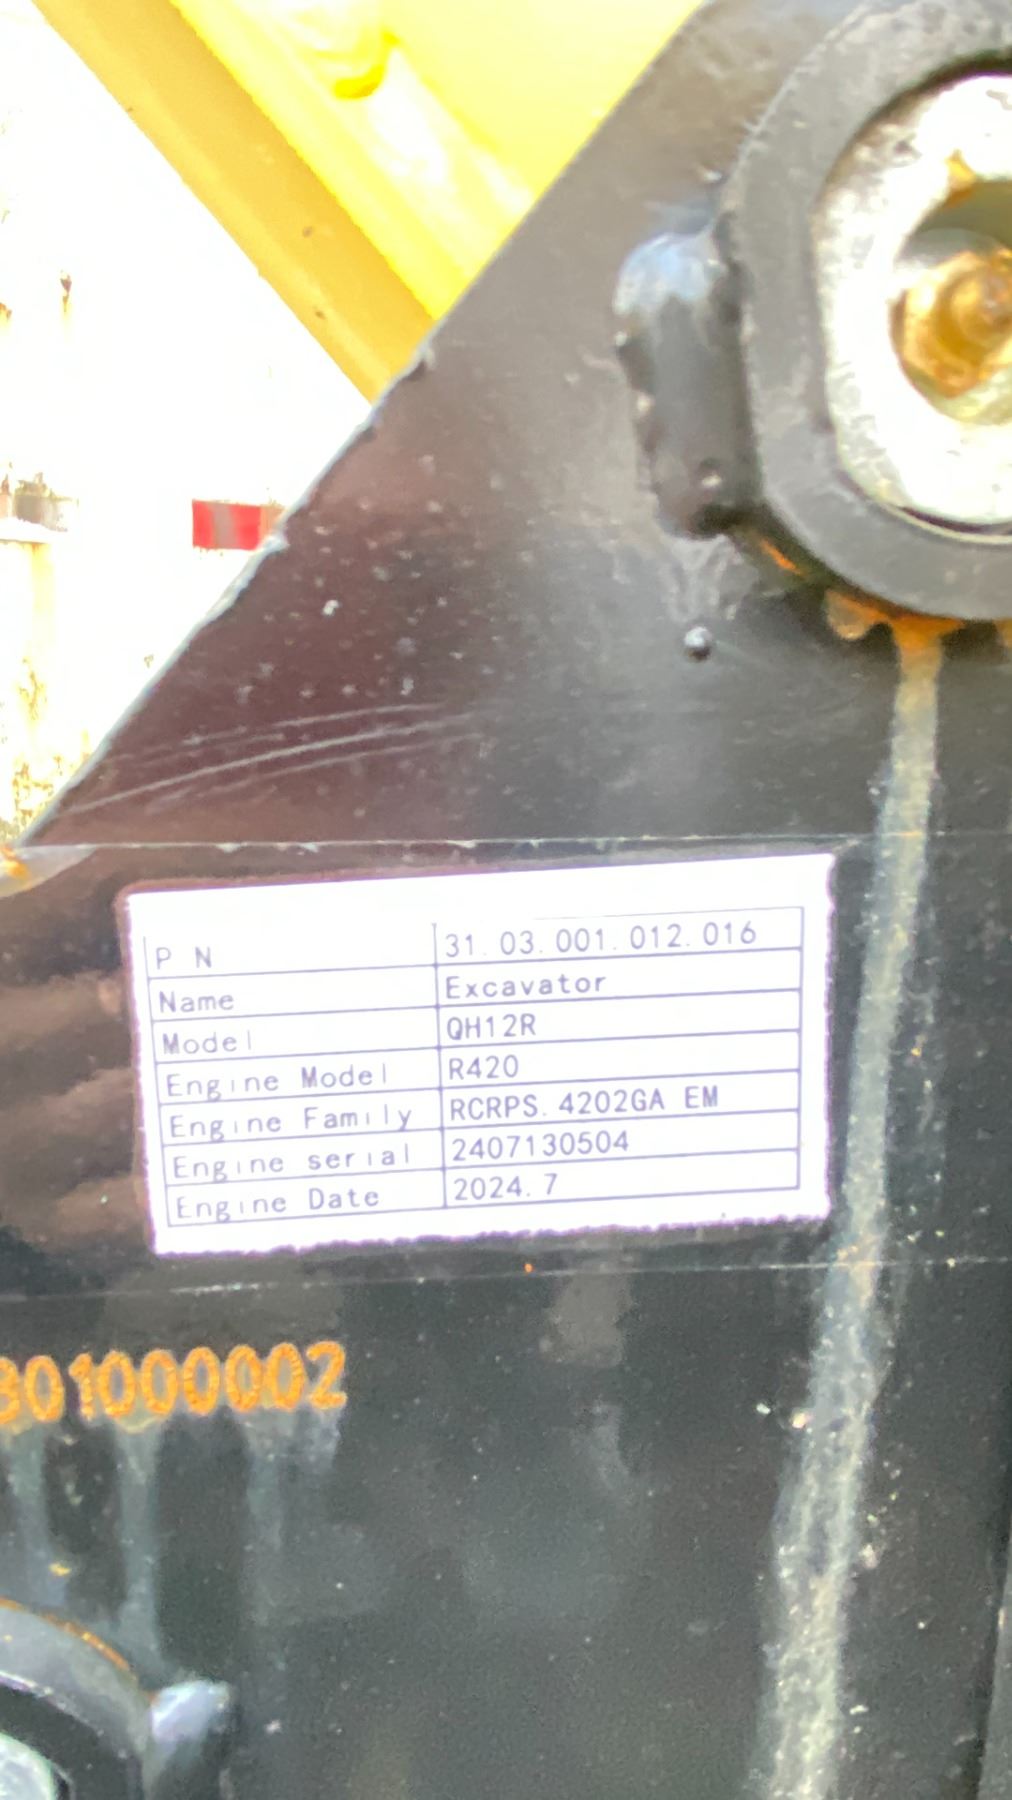 P N 31.03.001.012.016
Name Excavator
Model QH12R
Engine Model R420
Engine Family RCRPS.4202GA EM
Engine serial 2407130504
Engine Date 2024.7
301000002